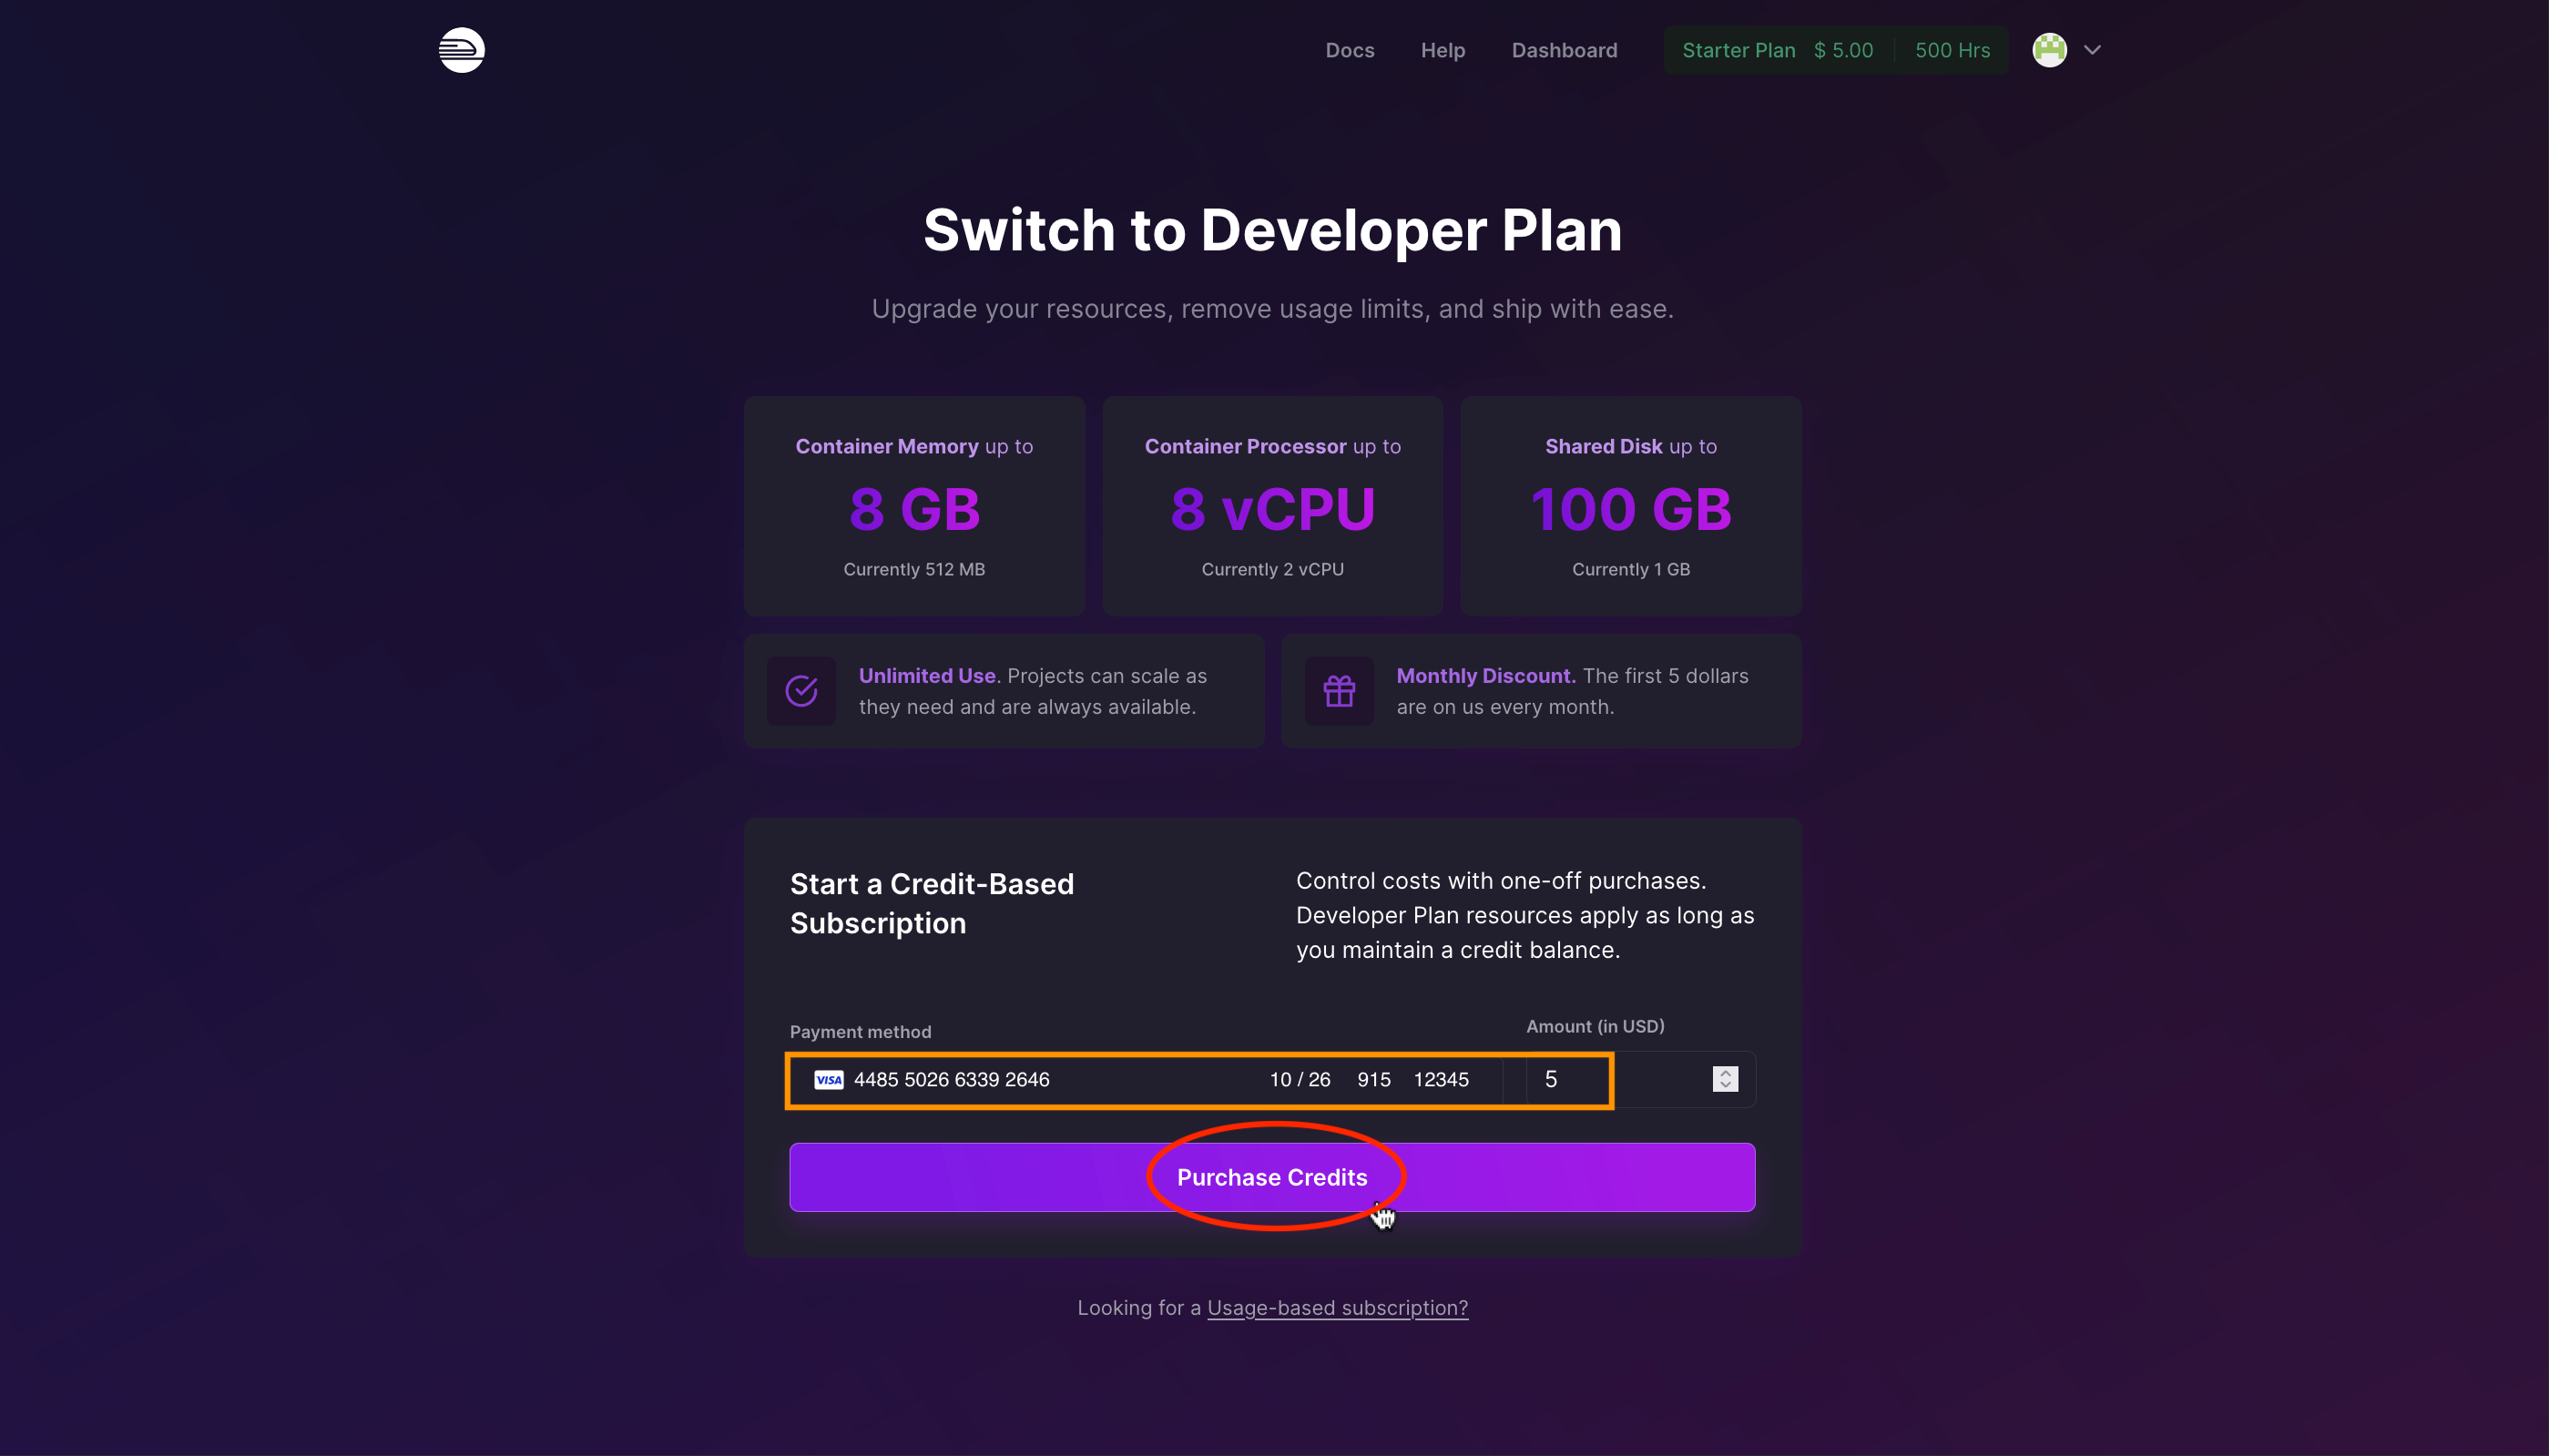 Docs Help Dashboard Starter Plan $ 5.00 500 Hrs
Switch to Developer Plan
Upgrade your resources, remove usage limits, and ship with ease.
Container Memory up to
8 GB
Currently 512 MB
Container Processor up to
8 vCPU
Currently 2 vCPU
Shared Disk up to
100 GB
Currently 1 GB
Unlimited Use. Projects can scale as
they need and are always available.
Monthly Discount. The first 5 dollars
are on us every month.
Start a Credit-Based
Subscription
Control costs with one-off purchases.
Developer Plan resources apply as long as
you maintain a credit balance.
Payment method
Amount (in USD)
VISA 4485 5026 6339 2646 10 / 26 915 12345
5
Purchase Credits
Looking for a Usage-based subscription?